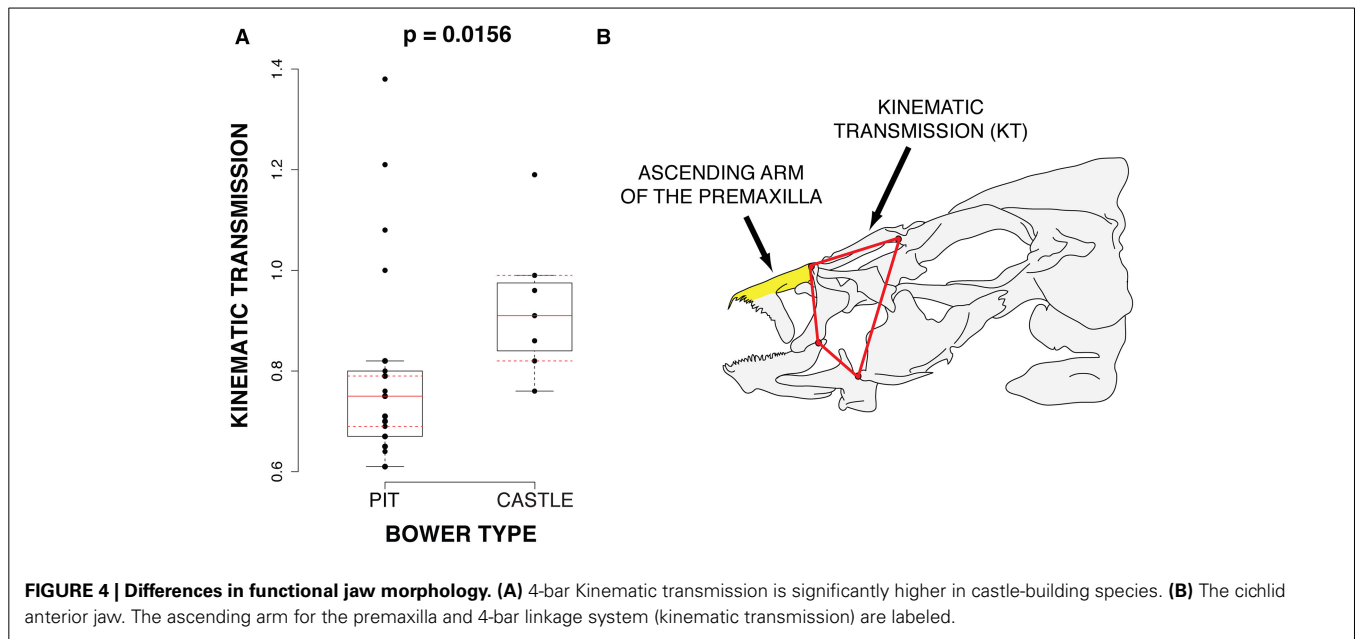 A
p = 0.0156
KINEMATIC TRANSMISSION
1.4
1.2
1.0
0.8
0.6
PIT
CASTLE
BOWER TYPE
B
KINEMATIC
TRANSMISSION (KT)
ASCENDING ARM
OF THE PREMAXILLA
FIGURE 4 | Differences in functional jaw morphology. (A) 4-bar Kinematic transmission is significantly higher in castle-building species. (B) The cichlid
anterior jaw. The ascending arm for the premaxilla and 4-bar linkage system (kinematic transmission) are labeled.